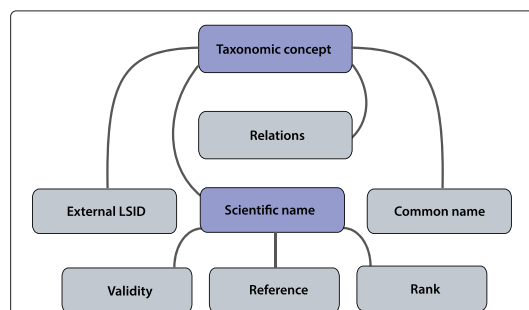 Taxonomic concept
Relations
External LSID
Scientific name
Common name
Validity
Reference
Rank